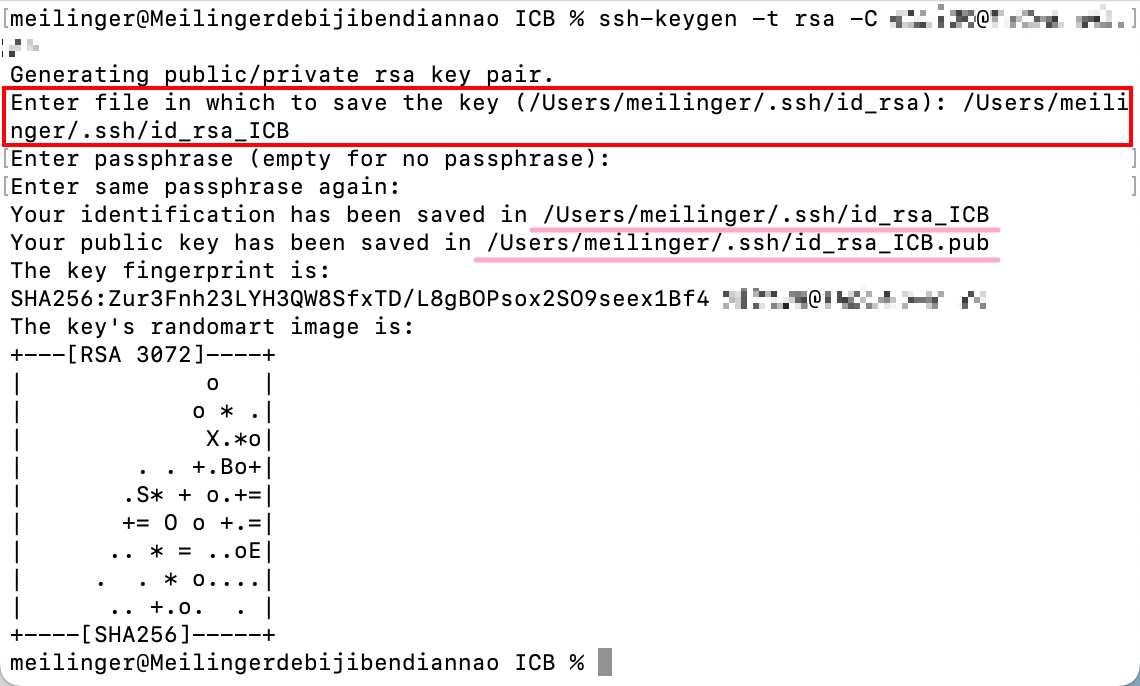 meilinger@Meilingerdebijibendiannao ICB % ssh-keygen -t rsa -C
Generating public/private rsa key pair.
Enter file in which to save the key (/Users/meilinger/.ssh/id_rsa): /Users/meili
nger/.ssh/id_rsa_ICB
Enter passphrase (empty for no passphrase):
Enter same passphrase again:
Your identification has been saved in /Users/meilinger/.ssh/id_rsa_ICB
Your public key has been saved in /Users/meilinger/.ssh/id_rsa_ICB.pub
The key fingerprint is:
SHA256:Zur3Fnh23LYH3QW8SfxTD/L8gBOPsox2SO9seex1Bf4
The key's randomart image is:
+---[RSA 3072]----+
|             o   |
|            o * .|
|             X.*o|
|        . . +.Bo+|
|       .S* + o.+=|
|       += O o +.=|
|      .. * = ..oE|
|     .  . * o....|
|      .. +.o.  . |
+----[SHA256]-----+
meilinger@Meilingerdebijibendiannao ICB %